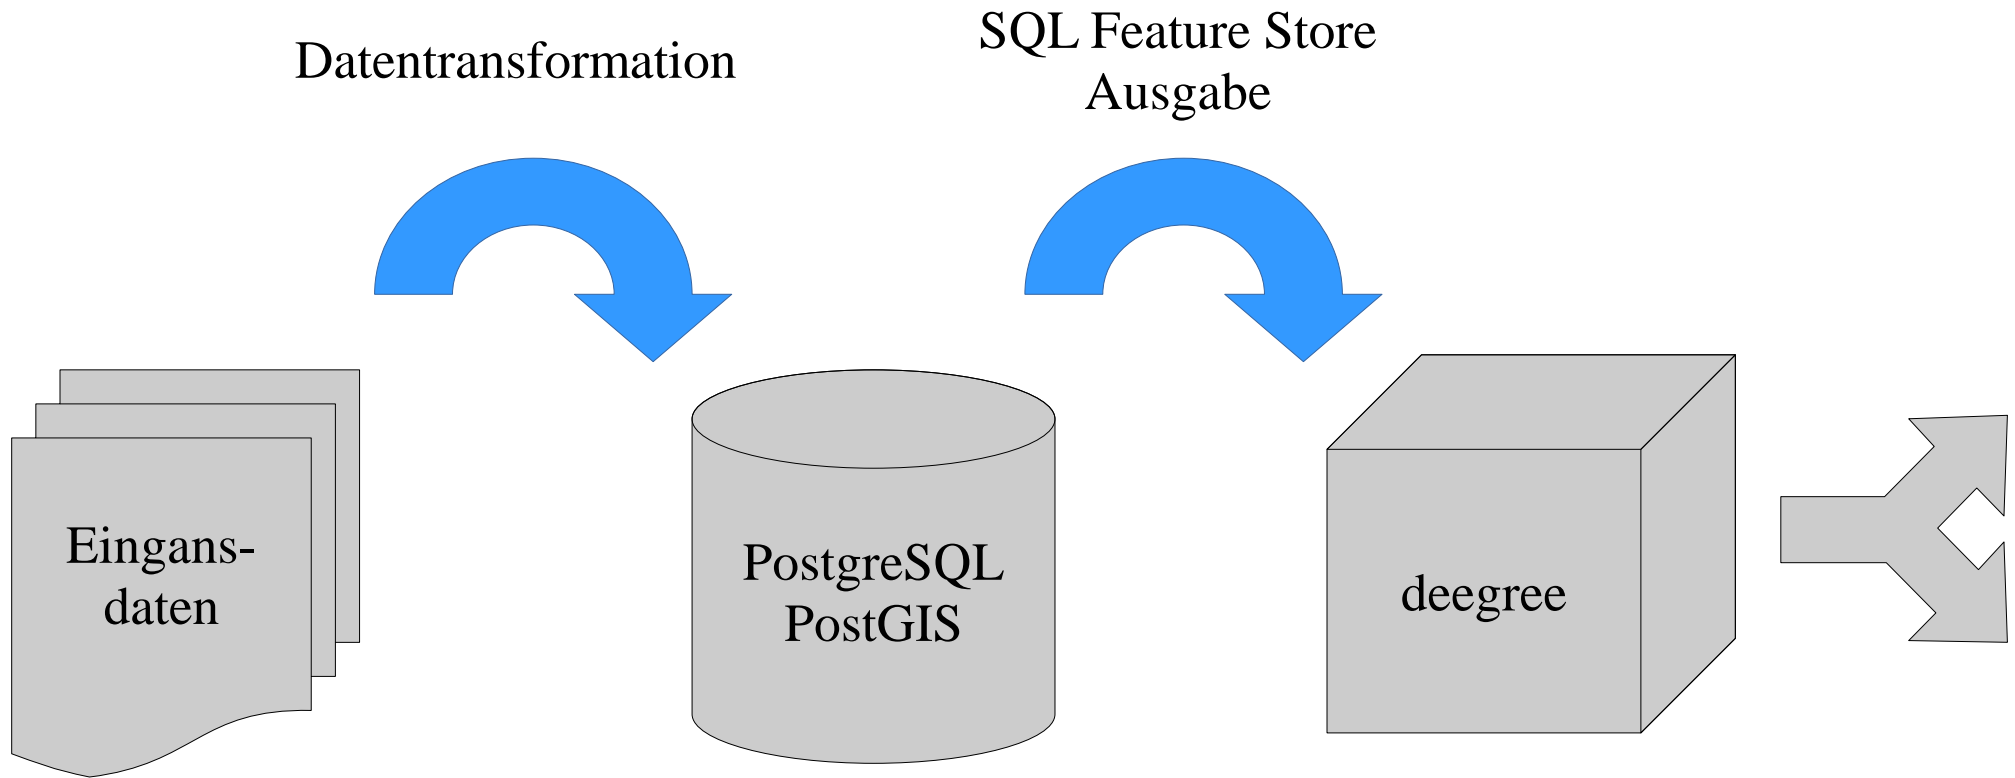 Datentransformation
SQL Feature Store
Ausgabe
Eingans-
daten
PostgreSQL
PostGIS
deegree